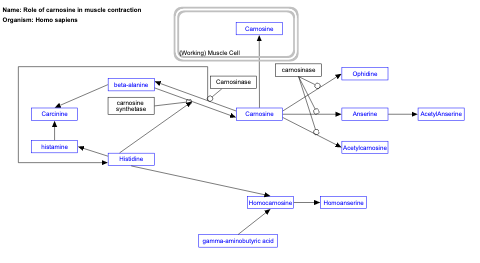 Name: Role of carnosine in muscle contraction
Organism: Homo sapiens
Carnosine
(Working) Muscle Cell
carnosinase
Ophidine
Carnosinase
beta-alanine
carnosine
synthetase
Carcinine
Carnosine
Anserine
AcetylAnserine
histamine
Histidine
Acetylcarnosine
Homocarnosine
Homoanserine
gamma-aminobutyric acid